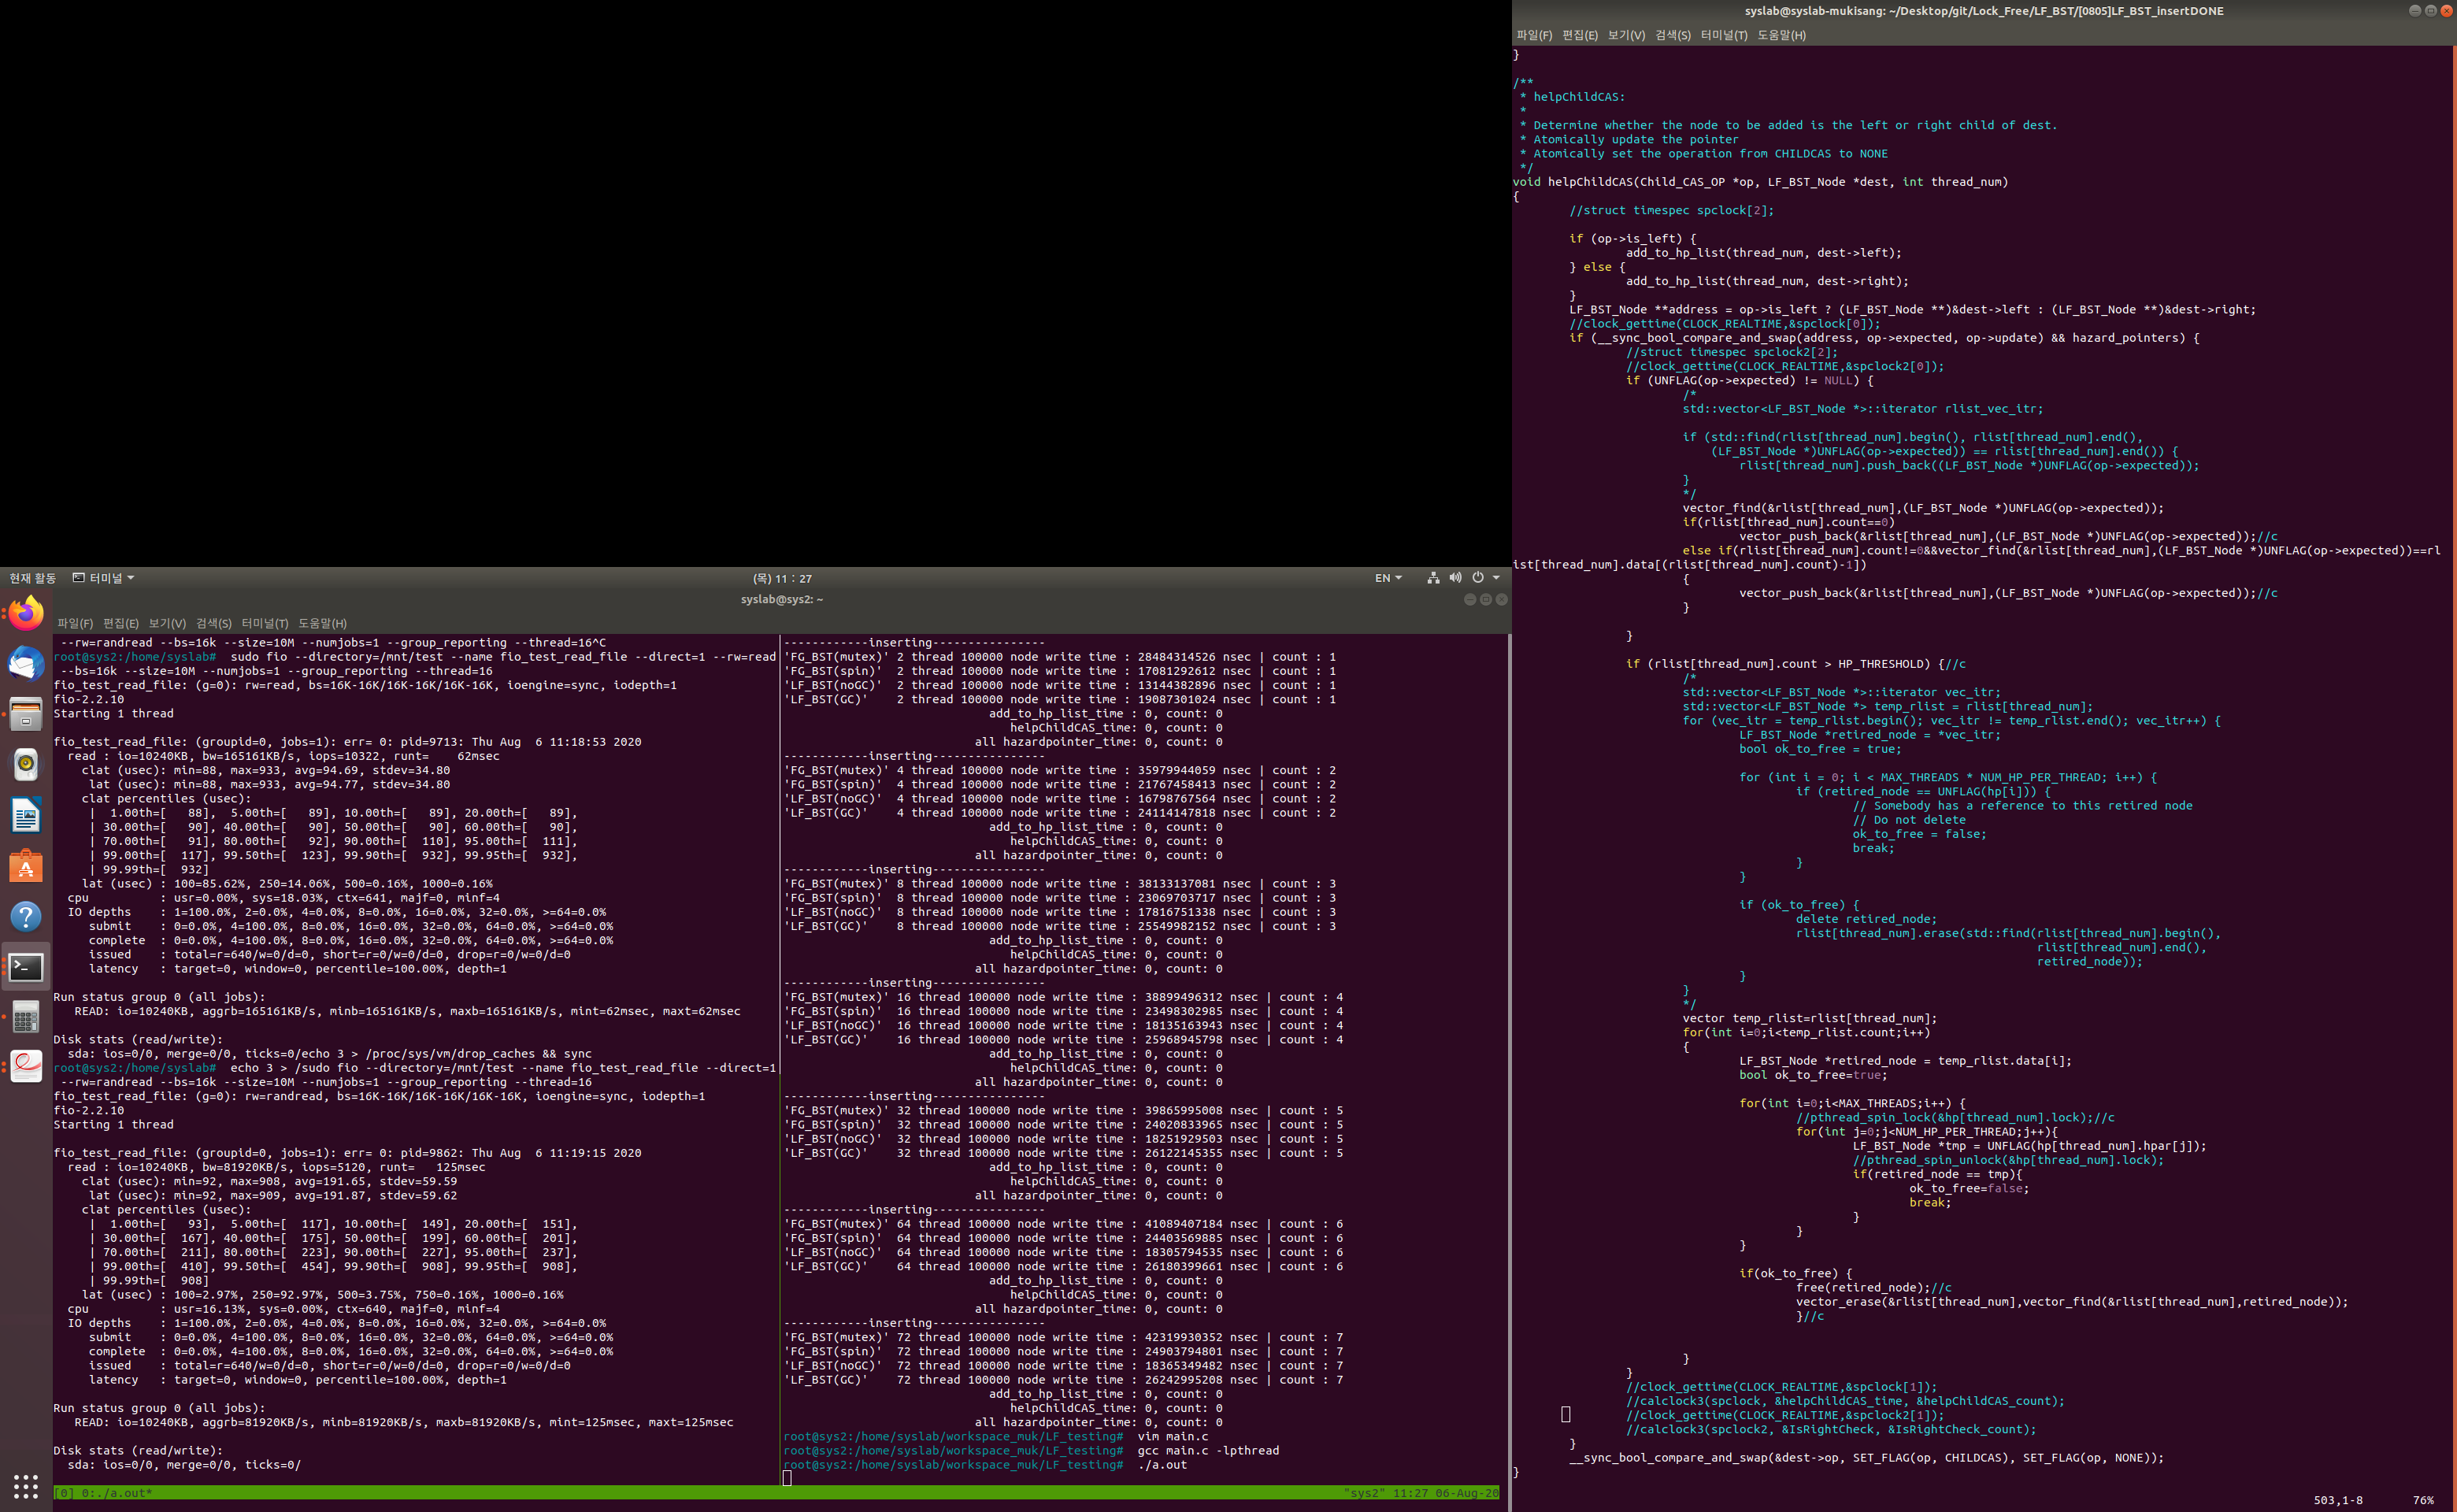 현재 활동 터미널
(목) 11 : 27
EN
syslab@sys2: ~
파일(F) 편집(E) 보기(V) 검색(S) 터미널(T) 도움말(H)
 --rw=randread --bs=16k --size=10M --numjobs=1 --group_reporting --thread=16^C
root@sys2:/home/syslab#  sudo fio --directory=/mnt/test --name fio_test_read_file --direct=1 --rw=read
 --bs=16k --size=10M --numjobs=1 --group_reporting --thread=16
fio_test_read_file: (g=0): rw=read, bs=16K-16K/16K-16K/16K-16K, ioengine=sync, iodepth=1
fio-2.2.10
Starting 1 thread
fio_test_read_file: (groupid=0, jobs=1): err= 0: pid=9713: Thu Aug  6 11:18:53 2020
  read : io=10240KB, bw=165161KB/s, iops=10322, runt=    62msec
    clat (usec): min=88, max=933, avg=94.69, stdev=34.80
     lat (usec): min=88, max=933, avg=94.77, stdev=34.80
    clat percentiles (usec):
     |  1.00th=[   88],  5.00th=[   89], 10.00th=[   89], 20.00th=[   89],
     | 30.00th=[   90], 40.00th=[   90], 50.00th=[   90], 60.00th=[   90],
     | 70.00th=[   91], 80.00th=[   92], 90.00th=[  110], 95.00th=[  111],
     | 99.00th=[  117], 99.50th=[  123], 99.90th=[  932], 99.95th=[  932],
     | 99.99th=[  932]
    lat (usec) : 100=85.62%, 250=14.06%, 500=0.16%, 1000=0.16%
  cpu          : usr=0.00%, sys=18.03%, ctx=641, majf=0, minf=4
  IO depths    : 1=100.0%, 2=0.0%, 4=0.0%, 8=0.0%, 16=0.0%, 32=0.0%, >=64=0.0%
     submit    : 0=0.0%, 4=100.0%, 8=0.0%, 16=0.0%, 32=0.0%, 64=0.0%, >=64=0.0%
     complete  : 0=0.0%, 4=100.0%, 8=0.0%, 16=0.0%, 32=0.0%, 64=0.0%, >=64=0.0%
     issued    : total=r=640/w=0/d=0, short=r=0/w=0/d=0, drop=r=0/w=0/d=0
     latency   : target=0, window=0, percentile=100.00%, depth=1
Run status group 0 (all jobs):
   READ: io=10240KB, aggrb=165161KB/s, minb=165161KB/s, maxb=165161KB/s, mint=62msec, maxt=62msec
Disk stats (read/write):
  sda: ios=0/0, merge=0/0, ticks=0/echo 3 > /proc/sys/vm/drop_caches && sync
root@sys2:/home/syslab#  echo 3 > /sudo fio --directory=/mnt/test --name fio_test_read_file --direct=1
 --rw=randread --bs=16k --size=10M --numjobs=1 --group_reporting --thread=16
fio_test_read_file: (g=0): rw=randread, bs=16K-16K/16K-16K/16K-16K, ioengine=sync, iodepth=1
fio-2.2.10
Starting 1 thread
fio_test_read_file: (groupid=0, jobs=1): err= 0: pid=9862: Thu Aug  6 11:19:15 2020
  read : io=10240KB, bw=81920KB/s, iops=5120, runt=   125msec
    clat (usec): min=92, max=908, avg=191.65, stdev=59.59
     lat (usec): min=92, max=909, avg=191.87, stdev=59.62
    clat percentiles (usec):
     |  1.00th=[   93],  5.00th=[  117], 10.00th=[  149], 20.00th=[  151],
     | 30.00th=[  167], 40.00th=[  175], 50.00th=[  199], 60.00th=[  201],
     | 70.00th=[  211], 80.00th=[  223], 90.00th=[  227], 95.00th=[  237],
     | 99.00th=[  410], 99.50th=[  454], 99.90th=[  908], 99.95th=[  908],
     | 99.99th=[  908]
    lat (usec) : 100=2.97%, 250=92.97%, 500=3.75%, 750=0.16%, 1000=0.16%
  cpu          : usr=16.13%, sys=0.00%, ctx=640, majf=0, minf=4
  IO depths    : 1=100.0%, 2=0.0%, 4=0.0%, 8=0.0%, 16=0.0%, 32=0.0%, >=64=0.0%
     submit    : 0=0.0%, 4=100.0%, 8=0.0%, 16=0.0%, 32=0.0%, 64=0.0%, >=64=0.0%
     complete  : 0=0.0%, 4=100.0%, 8=0.0%, 16=0.0%, 32=0.0%, 64=0.0%, >=64=0.0%
     issued    : total=r=640/w=0/d=0, short=r=0/w=0/d=0, drop=r=0/w=0/d=0
     latency   : target=0, window=0, percentile=100.00%, depth=1
Run status group 0 (all jobs):
   READ: io=10240KB, aggrb=81920KB/s, minb=81920KB/s, maxb=81920KB/s, mint=125msec, maxt=125msec
Disk stats (read/write):
  sda: ios=0/0, merge=0/0, ticks=0/
------------inserting----------------
'FG_BST(mutex)' 2 thread 100000 node write time : 28484314526 nsec | count : 1
'FG_BST(spin)'  2 thread 100000 node write time : 17081292612 nsec | count : 1
'LF_BST(noGC)'  2 thread 100000 node write time : 13144382896 nsec | count : 1
'LF_BST(GC)'    2 thread 100000 node write time : 19087301024 nsec | count : 1
add_to_hp_list_time : 0, count: 0
helpChildCAS_time: 0, count: 0
all hazardpointer_time: 0, count: 0
------------inserting----------------
'FG_BST(mutex)' 4 thread 100000 node write time : 35979944059 nsec | count : 2
'FG_BST(spin)'  4 thread 100000 node write time : 21767458413 nsec | count : 2
'LF_BST(noGC)'  4 thread 100000 node write time : 16798767564 nsec | count : 2
'LF_BST(GC)'    4 thread 100000 node write time : 24114147818 nsec | count : 2
add_to_hp_list_time : 0, count: 0
helpChildCAS_time: 0, count: 0
all hazardpointer_time: 0, count: 0
------------inserting----------------
'FG_BST(mutex)' 8 thread 100000 node write time : 38133137081 nsec | count : 3
'FG_BST(spin)'  8 thread 100000 node write time : 23069703717 nsec | count : 3
'LF_BST(noGC)'  8 thread 100000 node write time : 17816751338 nsec | count : 3
'LF_BST(GC)'    8 thread 100000 node write time : 25549982152 nsec | count : 3
add_to_hp_list_time : 0, count: 0
helpChildCAS_time: 0, count: 0
all hazardpointer_time: 0, count: 0
------------inserting----------------
'FG_BST(mutex)' 16 thread 100000 node write time : 38899496312 nsec | count : 4
'FG_BST(spin)'  16 thread 100000 node write time : 23498302985 nsec | count : 4
'LF_BST(noGC)'  16 thread 100000 node write time : 18135163943 nsec | count : 4
'LF_BST(GC)'    16 thread 100000 node write time : 25968945798 nsec | count : 4
add_to_hp_list_time : 0, count: 0
helpChildCAS_time: 0, count: 0
all hazardpointer_time: 0, count: 0
------------inserting----------------
'FG_BST(mutex)' 32 thread 100000 node write time : 39865995008 nsec | count : 5
'FG_BST(spin)'  32 thread 100000 node write time : 24020833965 nsec | count : 5
'LF_BST(noGC)'  32 thread 100000 node write time : 18251929503 nsec | count : 5
'LF_BST(GC)'    32 thread 100000 node write time : 26122145355 nsec | count : 5
add_to_hp_list_time : 0, count: 0
helpChildCAS_time: 0, count: 0
all hazardpointer_time: 0, count: 0
------------inserting----------------
'FG_BST(mutex)' 64 thread 100000 node write time : 41089407184 nsec | count : 6
'FG_BST(spin)'  64 thread 100000 node write time : 24403569885 nsec | count : 6
'LF_BST(noGC)'  64 thread 100000 node write time : 18305794535 nsec | count : 6
'LF_BST(GC)'    64 thread 100000 node write time : 26180399661 nsec | count : 6
add_to_hp_list_time : 0, count: 0
helpChildCAS_time: 0, count: 0
all hazardpointer_time: 0, count: 0
------------inserting----------------
'FG_BST(mutex)' 72 thread 100000 node write time : 42319930352 nsec | count : 7
'FG_BST(spin)'  72 thread 100000 node write time : 24903794801 nsec | count : 7
'LF_BST(noGC)'  72 thread 100000 node write time : 18365349482 nsec | count : 7
'LF_BST(GC)'    72 thread 100000 node write time : 26242995208 nsec | count : 7
add_to_hp_list_time : 0, count: 0
helpChildCAS_time: 0, count: 0
all hazardpointer_time: 0, count: 0
root@sys2:/home/syslab/workspace_muk/LF_testing#  vim main.c
root@sys2:/home/syslab/workspace_muk/LF_testing#  gcc main.c -lpthread
root@sys2:/home/syslab/workspace_muk/LF_testing#  ./a.out
[0] 0:./a.out*
"sys2" 11:27 06-Aug-20
syslab@syslab-mukisang: ~/Desktop/git/Lock_Free/LF_BST/[0805]LF_BST_insertDONE
파일(F) 편집(E) 보기(V) 검색(S) 터미널(T) 도움말(H)
}
/**
 * helpChildCAS:
 *
 * Determine whether the node to be added is the left or right child of dest.
 * Atomically update the pointer
 * Atomically set the operation from CHILDCAS to NONE
 */
void helpChildCAS(Child_CAS_OP *op, LF_BST_Node *dest, int thread_num)
{
        //struct timespec spclock[2];
        if (op->is_left) {
                add_to_hp_list(thread_num, dest->left);
        } else {
                add_to_hp_list(thread_num, dest->right);
        }
        LF_BST_Node **address = op->is_left ? (LF_BST_Node **)&dest->left : (LF_BST_Node **)&dest->right;
        //clock_gettime(CLOCK_REALTIME,&spclock[0]);
        if (__sync_bool_compare_and_swap(address, op->expected, op->update) && hazard_pointers) {
                //struct timespec spclock2[2];
                //clock_gettime(CLOCK_REALTIME,&spclock2[0]);
                if (UNFLAG(op->expected) != NULL) {
                        /*
                        std::vector<LF_BST_Node *>::iterator rlist_vec_itr;
                        if (std::find(rlist[thread_num].begin(), rlist[thread_num].end(),
                            (LF_BST_Node *)UNFLAG(op->expected)) == rlist[thread_num].end()) {
                                rlist[thread_num].push_back((LF_BST_Node *)UNFLAG(op->expected));
                        }
                        */
                        vector_find(&rlist[thread_num],(LF_BST_Node *)UNFLAG(op->expected));
                        if(rlist[thread_num].count==0)
                                vector_push_back(&rlist[thread_num],(LF_BST_Node *)UNFLAG(op->expected));//c
                        else if(rlist[thread_num].count!=0&&vector_find(&rlist[thread_num],(LF_BST_Node *)UNFLAG(op->expected))==rl
ist[thread_num].data[(rlist[thread_num].count)-1])
                        {
                                vector_push_back(&rlist[thread_num],(LF_BST_Node *)UNFLAG(op->expected));//c
                        }
                }
                if (rlist[thread_num].count > HP_THRESHOLD) {//c
                        /*
                        std::vector<LF_BST_Node *>::iterator vec_itr;
                        std::vector<LF_BST_Node *> temp_rlist = rlist[thread_num];
                        for (vec_itr = temp_rlist.begin(); vec_itr != temp_rlist.end(); vec_itr++) {
                                LF_BST_Node *retired_node = *vec_itr;
                                bool ok_to_free = true;
                                for (int i = 0; i < MAX_THREADS * NUM_HP_PER_THREAD; i++) {
                                        if (retired_node == UNFLAG(hp[i])) {
                                                // Somebody has a reference to this retired node
                                                // Do not delete
                                                ok_to_free = false;
                                                break;
                                        }
                                }
                                if (ok_to_free) {
                                        delete retired_node;
                                        rlist[thread_num].erase(std::find(rlist[thread_num].begin(),
                                                                          rlist[thread_num].end(),
                                                                          retired_node));
                                }
                        }
                        */
                        vector temp_rlist=rlist[thread_num];
                        for(int i=0;i<temp_rlist.count;i++)
                        {
                                LF_BST_Node *retired_node = temp_rlist.data[i];
                                bool ok_to_free=true;
                                for(int i=0;i<MAX_THREADS;i++) {
                                        //pthread_spin_lock(&hp[thread_num].lock);//c
                                        for(int j=0;j<NUM_HP_PER_THREAD;j++){
                                                LF_BST_Node *tmp = UNFLAG(hp[thread_num].hpar[j]);
                                                //pthread_spin_unlock(&hp[thread_num].lock);
                                                if(retired_node == tmp){
                                                        ok_to_free=false;
                                                        break;
                                                }
                                        }
                                }
                                if(ok_to_free) {
                                        free(retired_node);//c
                                        vector_erase(&rlist[thread_num],vector_find(&rlist[thread_num],retired_node));
                                        }//c
                        }
                }
                //clock_gettime(CLOCK_REALTIME,&spclock[1]);
                //calclock3(spclock, &helpChildCAS_time, &helpChildCAS_count);
                //clock_gettime(CLOCK_REALTIME,&spclock2[1]);
                //calclock3(spclock2, &IsRightCheck, &IsRightCheck_count);
        }
        __sync_bool_compare_and_swap(&dest->op, SET_FLAG(op, CHILDCAS), SET_FLAG(op, NONE));
}
503,1-8 76%